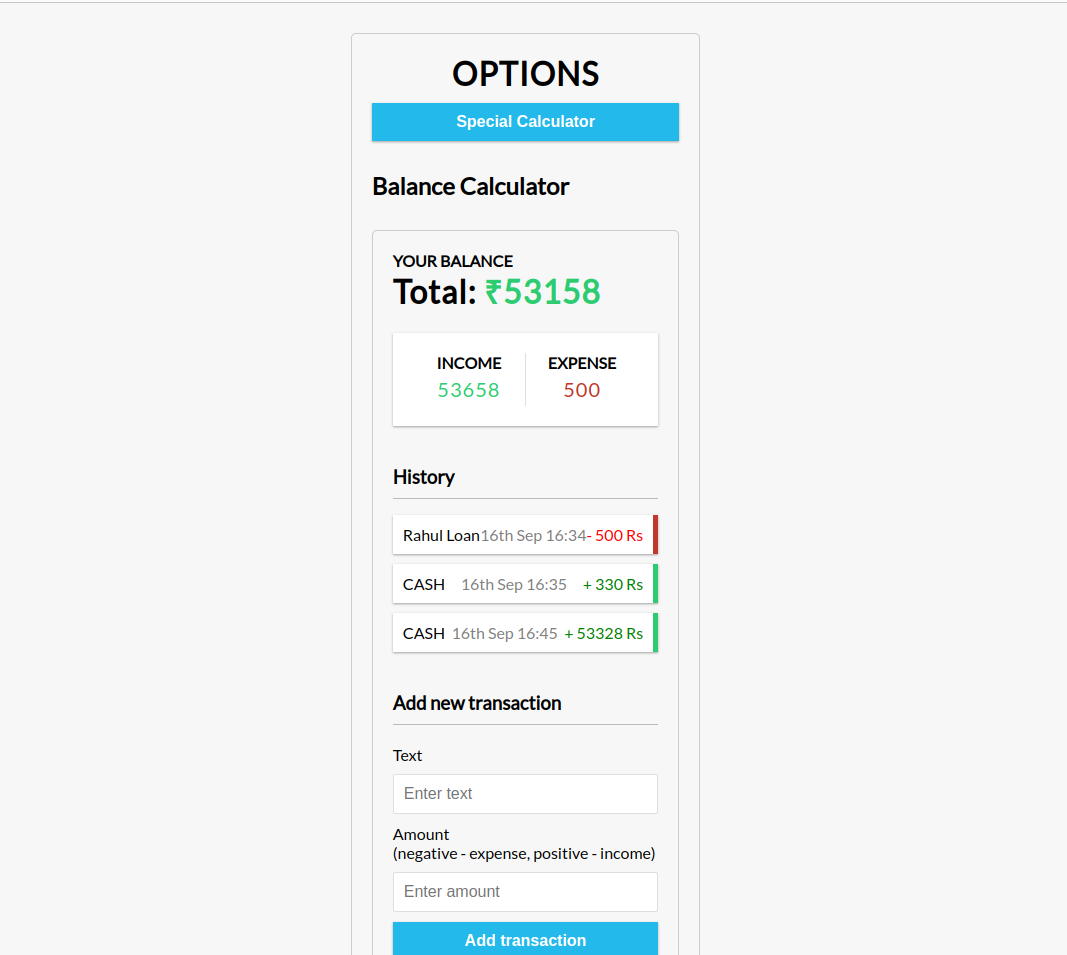 OPTIONS
Special Calculator
Balance Calculator
YOUR BALANCE
Total: ₹53158
INCOME
53658
EXPENSE
500
History
Rahul Loan16th Sep 16:34- 500 Rs
CASH 16th Sep 16:35 + 330 Rs
CASH 16th Sep 16:45 + 53328 Rs
Add new transaction
Text
Enter text
Amount
(negative - expense, positive - income)
Enter amount
Add transaction